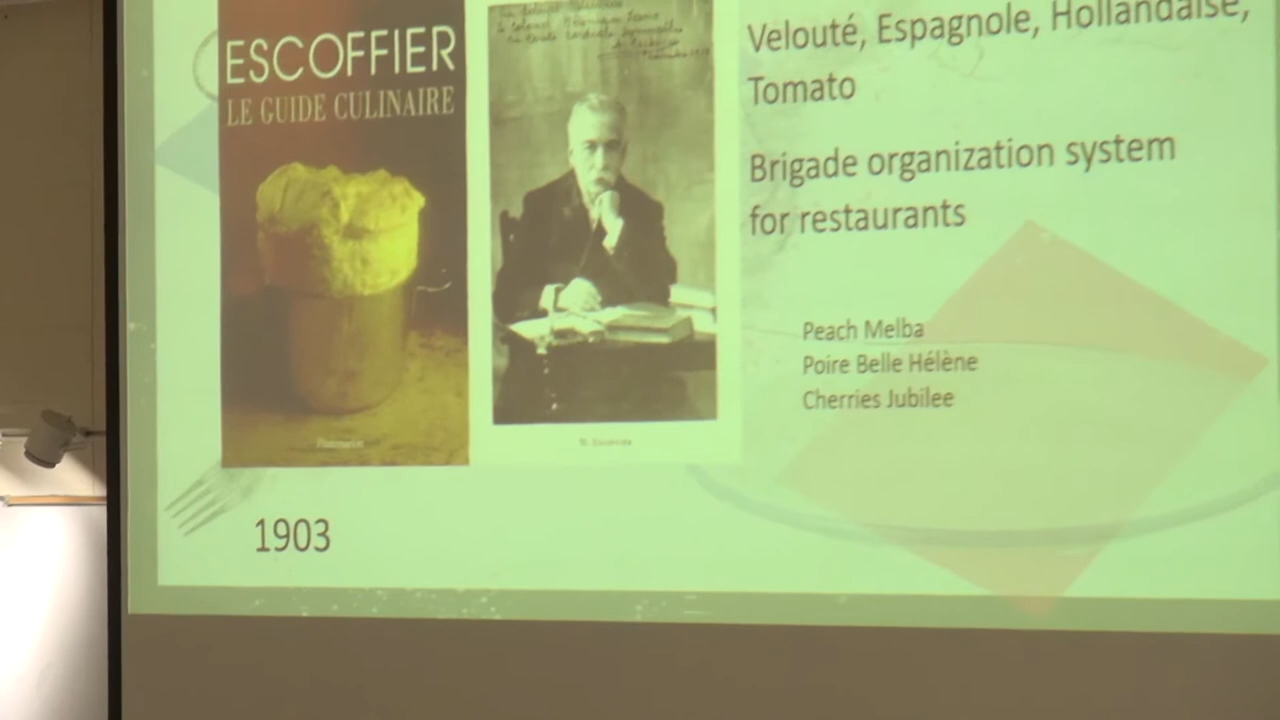 ESCOFFIER
LE GUIDE CULINAIRE
Flammarion
Velouté, Espagnole, Hollandaise,
Tomato
Brigade organization system
for restaurants
Peach Melba
Poire Belle Hélène
Cherries Jubilee
1903